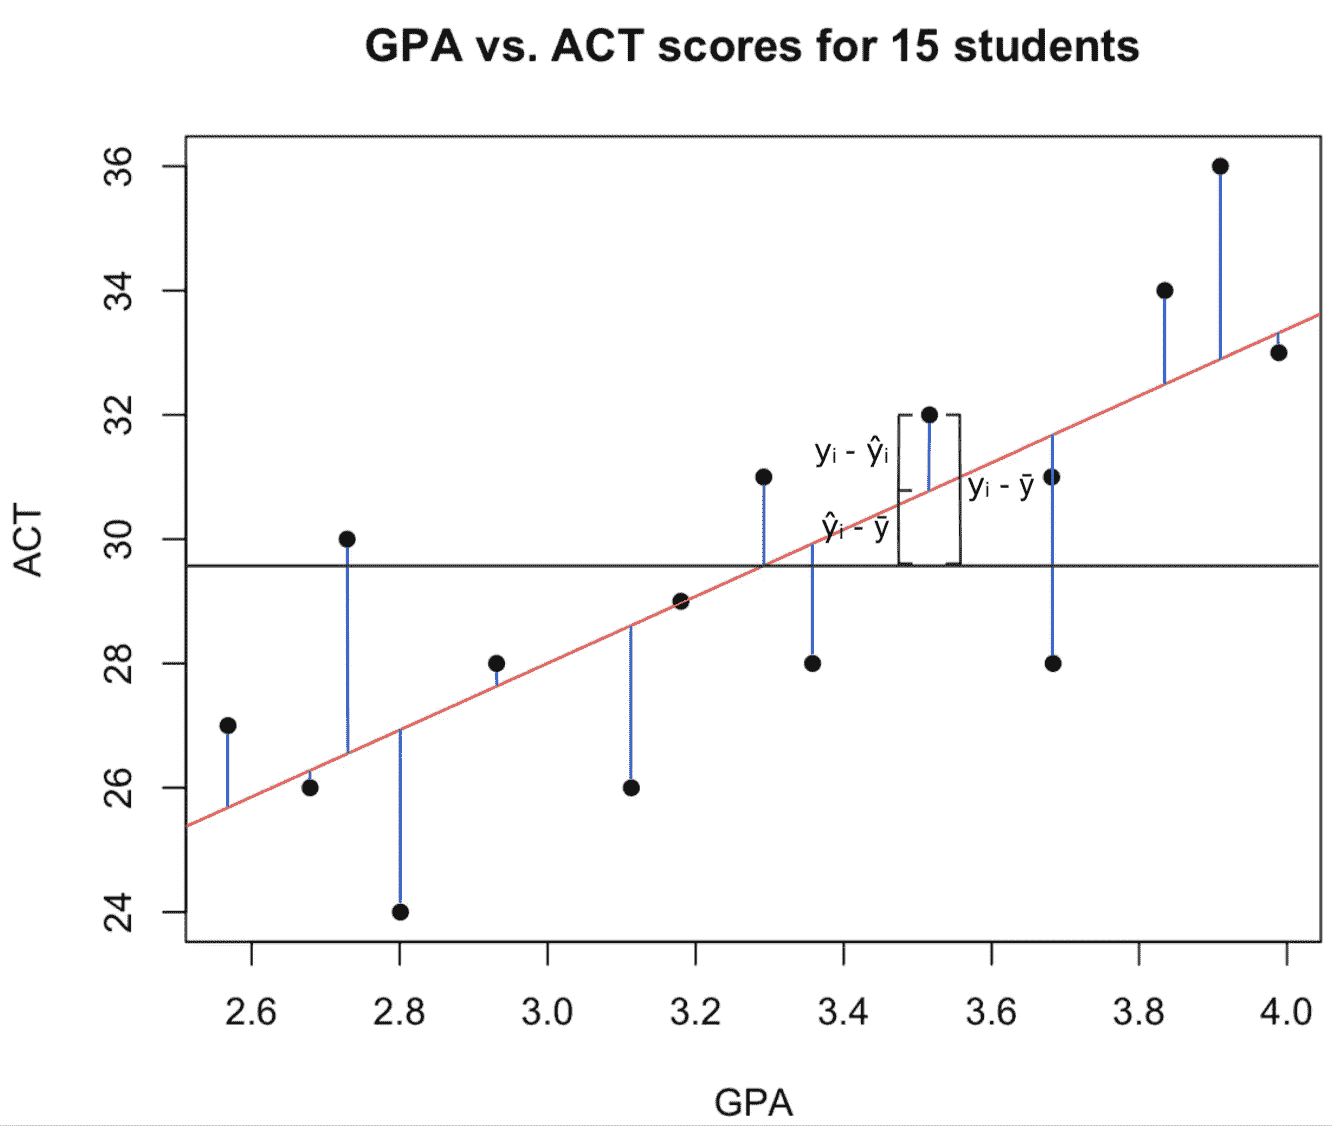 GPA vs. ACT scores for 15 students
36
34
32
30
28
26
24
ACT
yᵢ - ŷᵢ
yᵢ - ȳ
ŷᵢ - ȳ
2.6 2.8 3.0 3.2 3.4 3.6 3.8 4.0
GPA